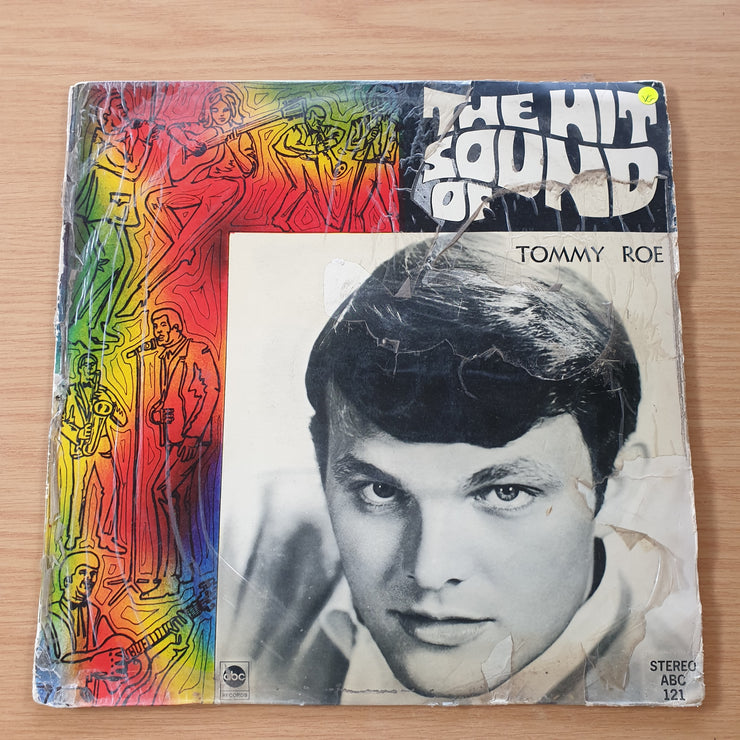 THE HIT
SOUND
OF
TOMMY ROE
abc
RECORDS
STEREO
ABC
121